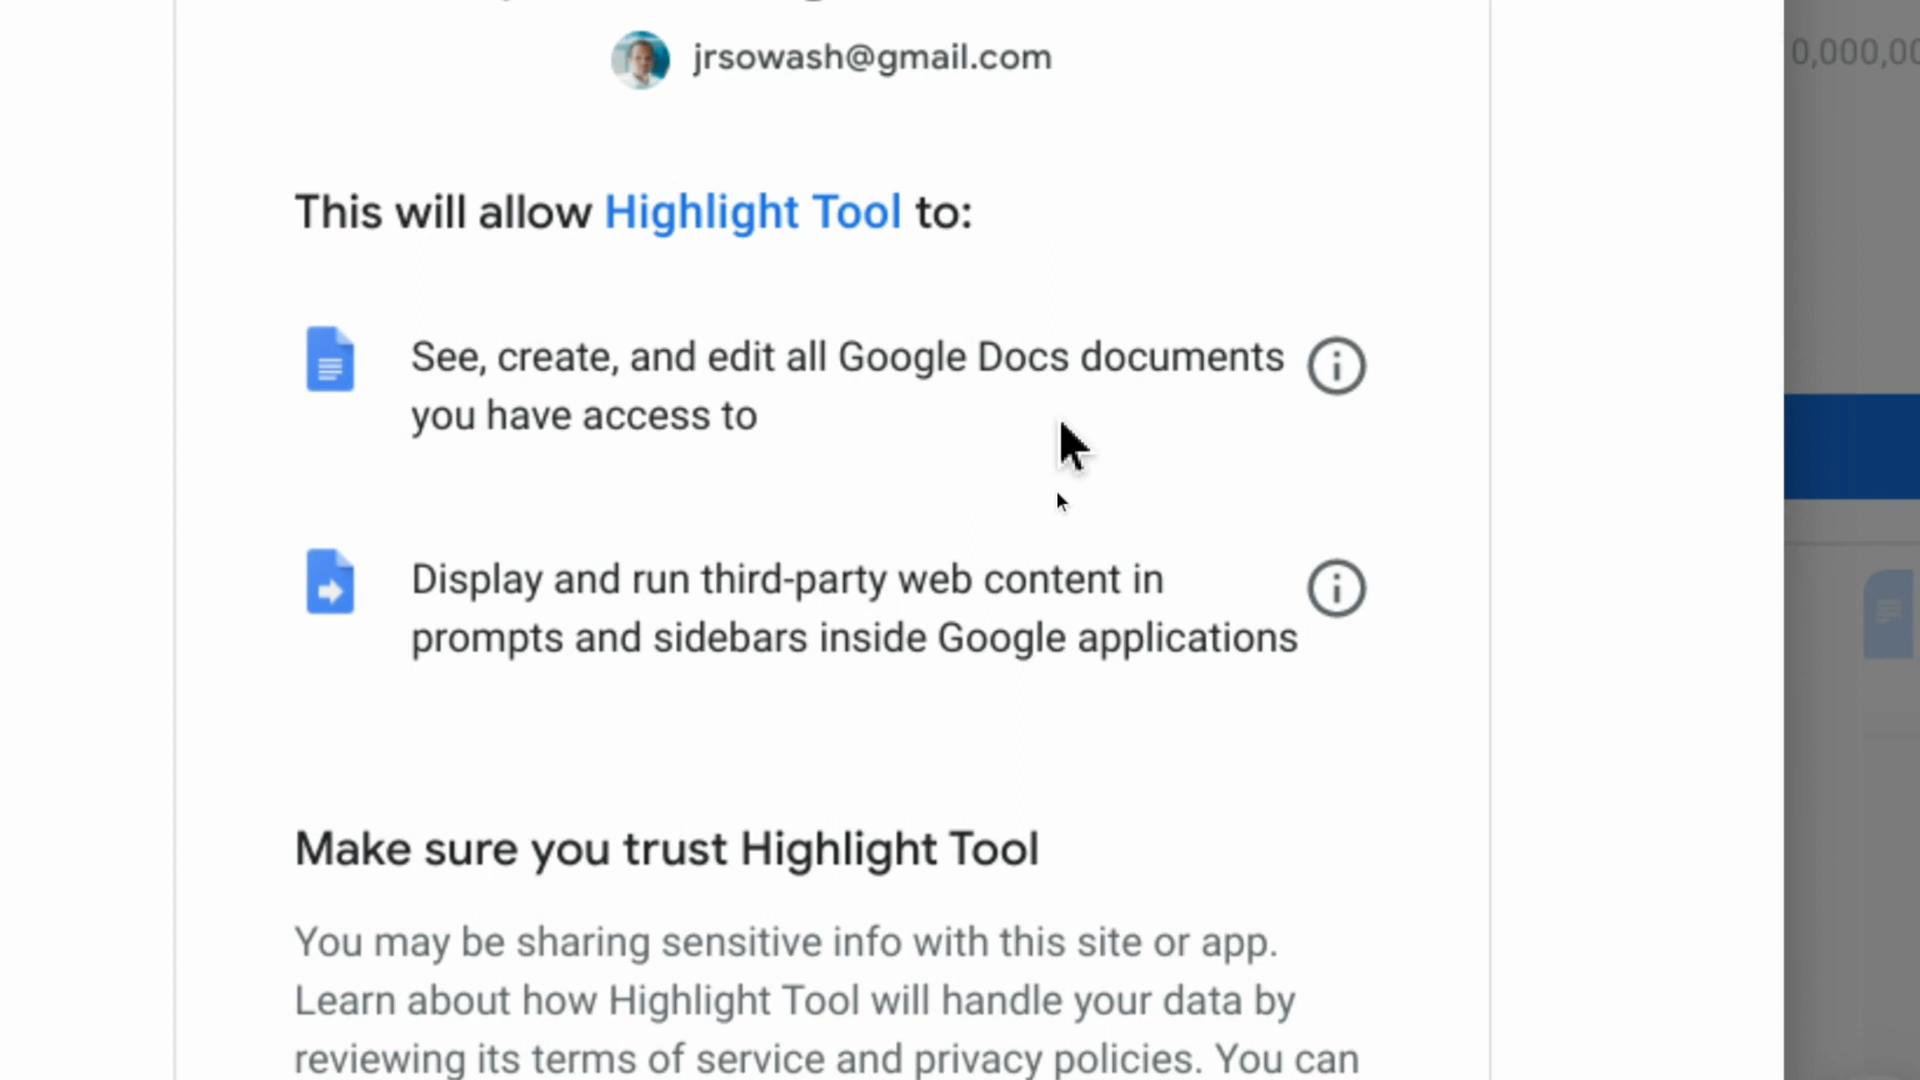 jrsowash@gmail.com
0,000,00
This will allow Highlight Tool to:
See, create, and edit all Google Docs documents
you have access to
Display and run third-party web content in
prompts and sidebars inside Google applications
Make sure you trust Highlight Tool
You may be sharing sensitive info with this site or app.
Learn about how Highlight Tool will handle your data by
reviewing its terms of service and privacy policies. You can